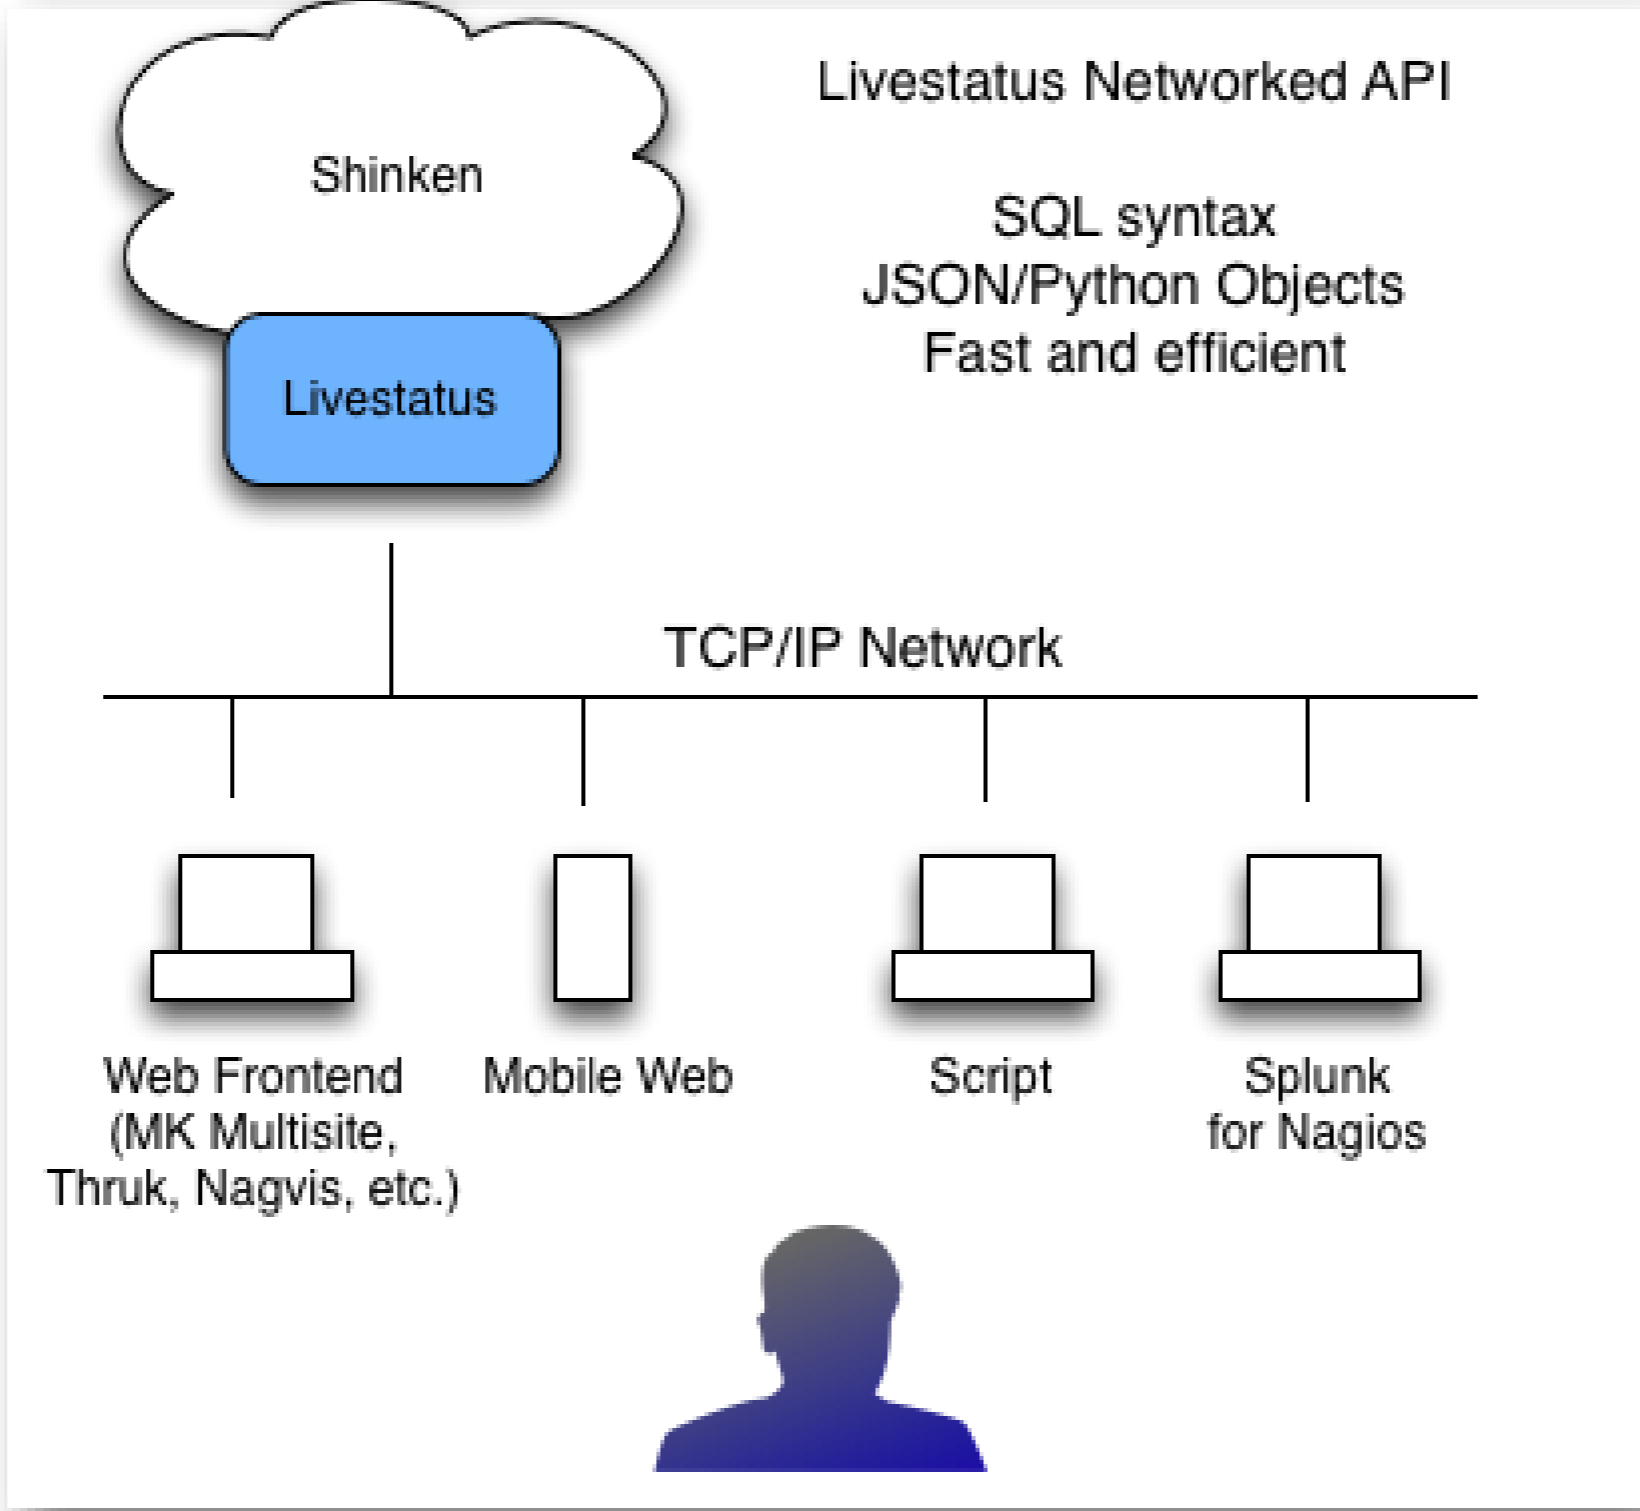 Livestatus Networked API
Shinken
SQL syntax
JSON/Python Objects
Fast and efficient
Livestatus
TCP/IP Network
Web Frontend
(MK Multisite,
Thruk, Nagvis, etc.)
Mobile Web
Script
Splunk
for Nagios